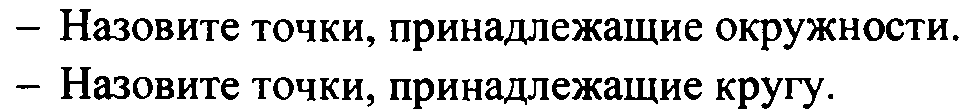 – Назовите точки, принадлежащие окружности.
– Назовите точки, принадлежащие кругу.